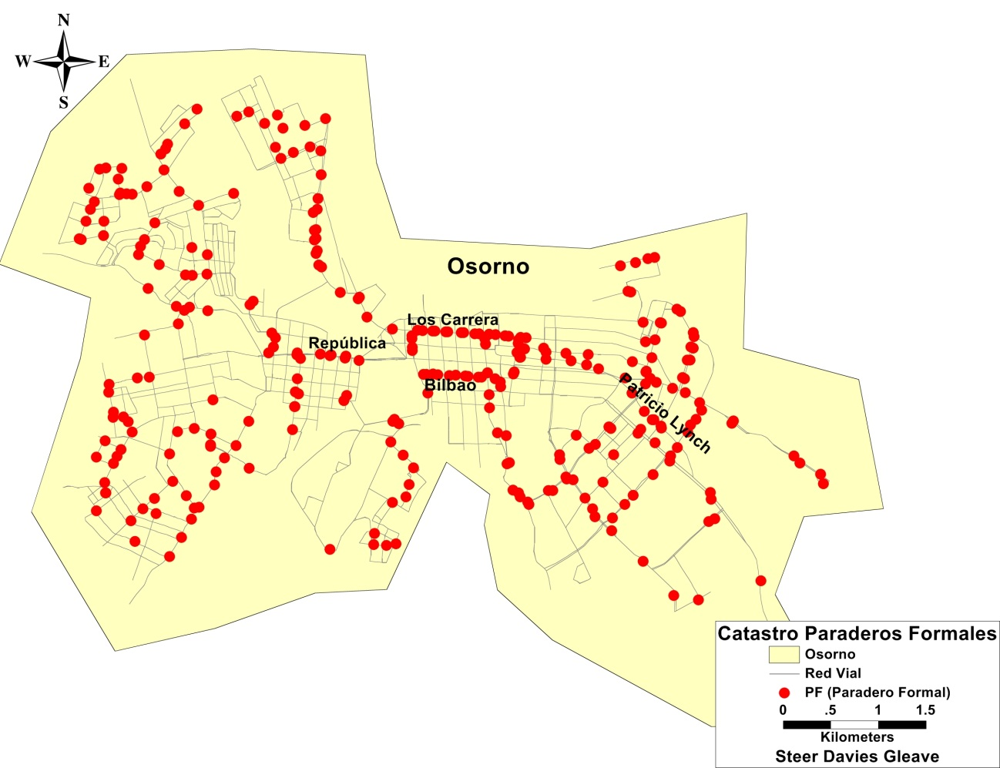 N
W E
S
Osorno
Los Carrera
República
Bilbao
Patricio Lynch
Catastro Paraderos Formales
Osorno
Red Vial
PF (Paradero Formal)
0 .5 1 1.5
Kilometers
Steer Davies Gleave